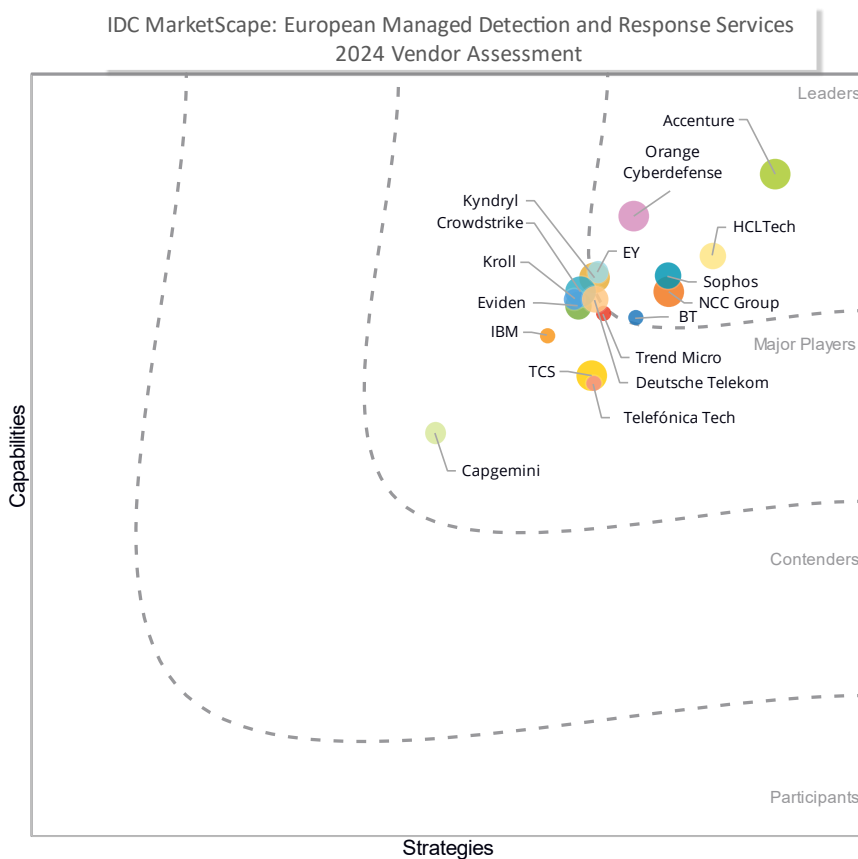 IDC MarketScape: European Managed Detection and Response Services
2024 Vendor Assessment
Leaders
Accenture
Orange
Cyberdefense
Kyndryl
Crowdstrike
HCLTech
EY
Kroll
Sophos
Eviden
NCC Group
BT
IBM
Major Players
Trend Micro
TCS
Deutsche Telekom
Telefónica Tech
Capabilities
Capgemini
Contenders
Participants
Strategies